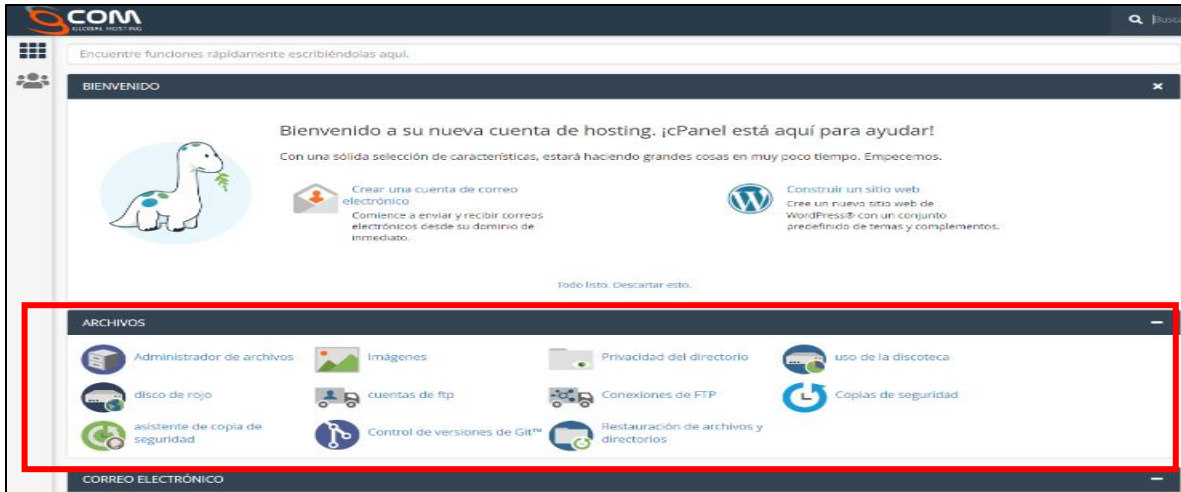 COM
GLOBAL HOSTING
Busc
Encuentre funciones rápidamente escribiéndolas aquí.
BIENVENIDO
Bienvenido a su nueva cuenta de hosting. ¡cPanel está aquí para ayudar!
Con una sólida selección de características, estará haciendo grandes cosas en muy poco tiempo. Empecemos.
Crear una cuenta de correo
electrónico
Comience a enviar y recibir correos
electrónicos desde su dominio de
inmediato.
Construir un sitio web
Cree un nuevo sitio web de
WordPress® con un conjunto
predefinido de temas y complementos.
Todo listo. Descartar esto.
ARCHIVOS
Administrador de archivos
Imágenes
Privacidad del directorio
uso de la discoteca
disco de rojo
cuentas de ftp
Conexiones de FTP
Copias de seguridad
asistente de copia de
seguridad
Control de versiones de Git™
Restauración de archivos y
directorios
CORREO ELECTRÓNICO